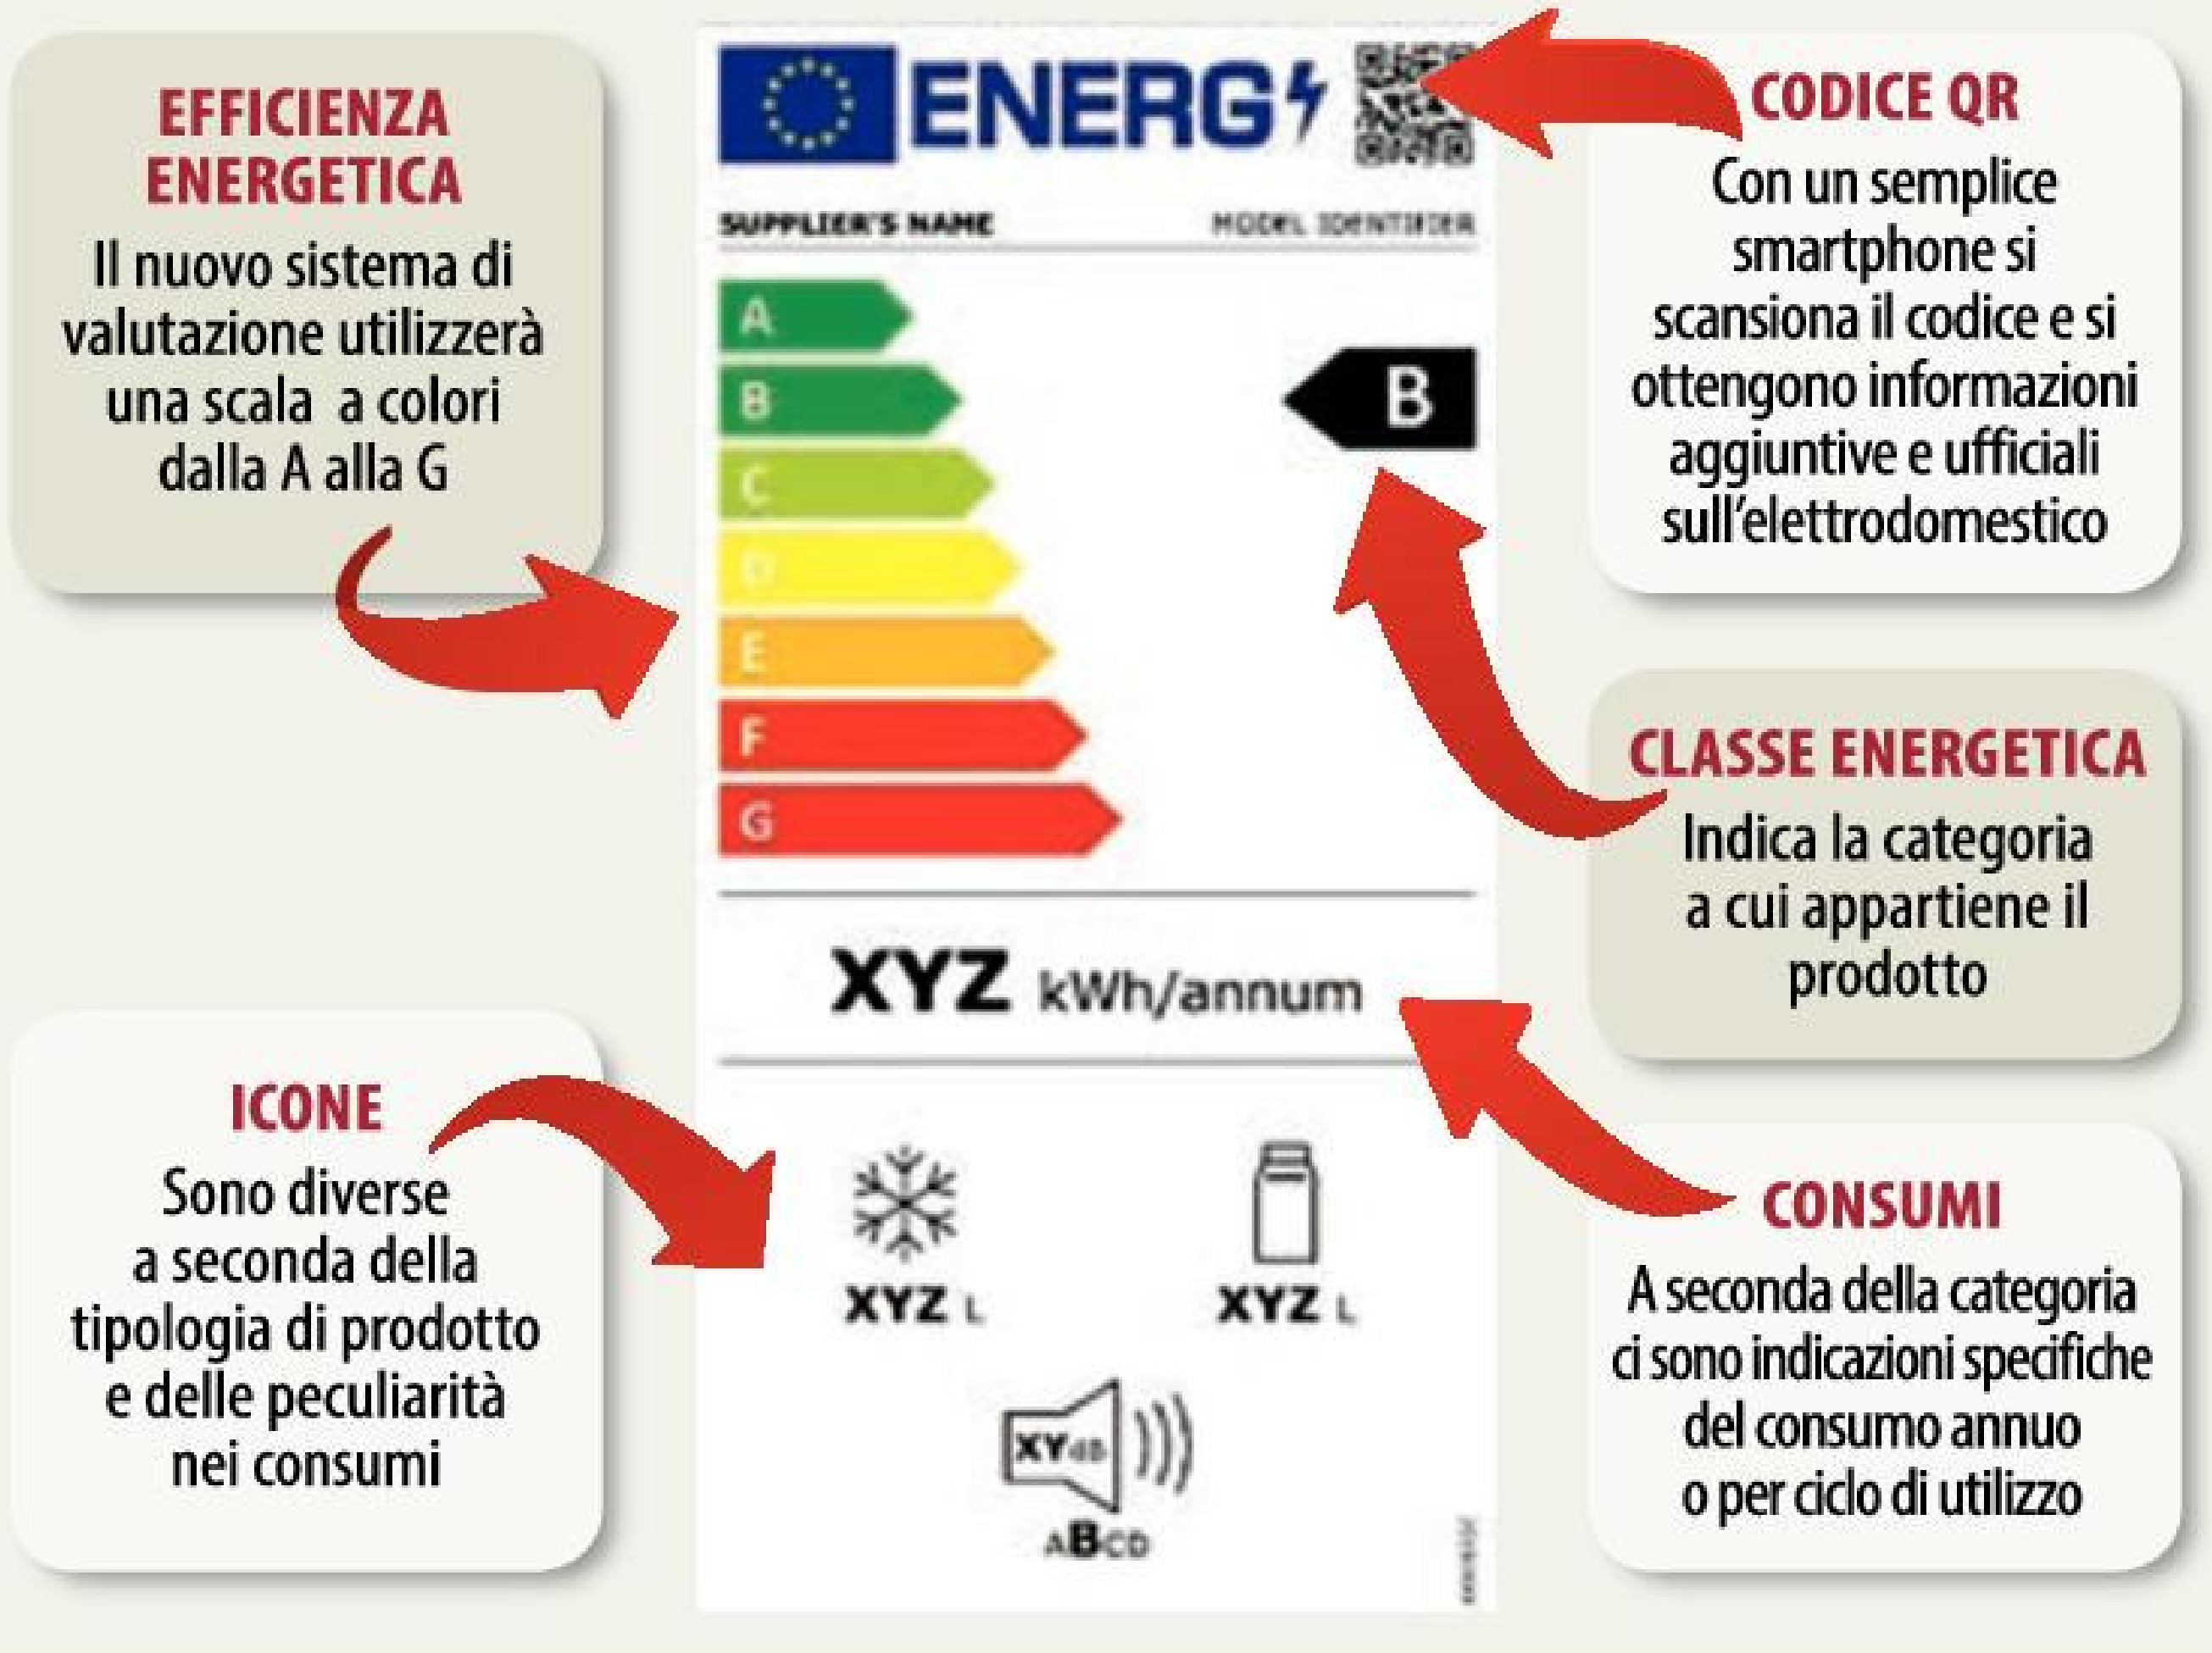 EFFICIENZA
ENERGETICA
Il nuovo sistema di
valutazione utilizzerà
una scala a colori
dalla A alla G
ICONE
Sono diverse
a seconda della
tipologia di prodotto
e delle peculiarità
nei consumi
ENERG
SUPPLIER'S NAME MODEL IDENTIFIER
A
B
B
C
D
E
F
G
XYZ kWh/annum
XYZ L XYZ L
XY dB
ABCD
CODICE QR
Con un semplice
smartphone si
scansiona il codice e si
ottengono informazioni
aggiuntive e ufficiali
sull'elettrodomestico
CLASSE ENERGETICA
Indica la categoria
a cui appartiene il
prodotto
CONSUMI
A seconda della categoria
ci sono indicazioni specifiche
del consumo annuo
o per ciclo di utilizzo